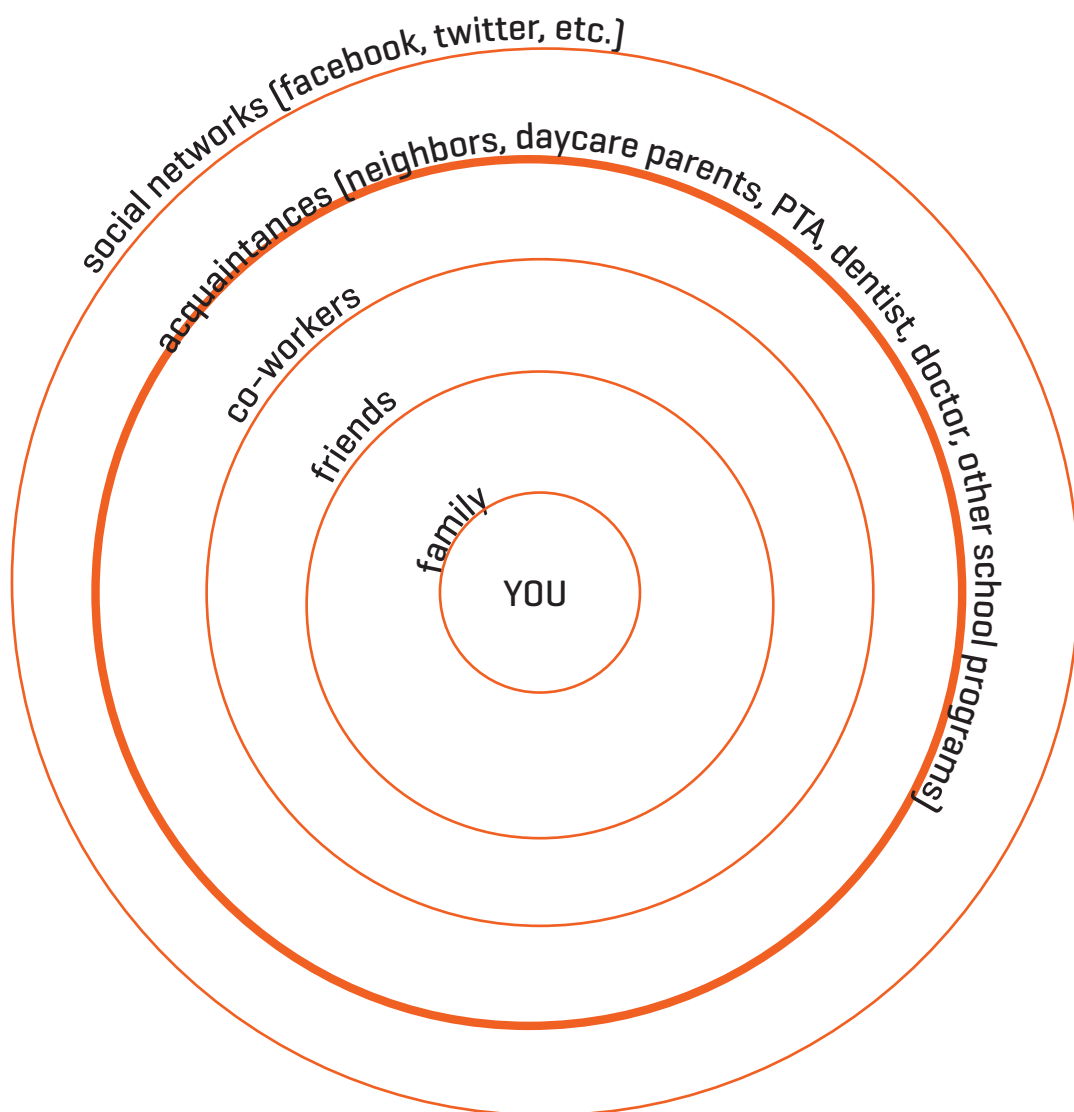 social networks (facebook, twitter, etc.)
acquaintances (neighbors, daycare parents, PTA, dentist, doctor, other school programs)
co-workers
friends
family
YOU